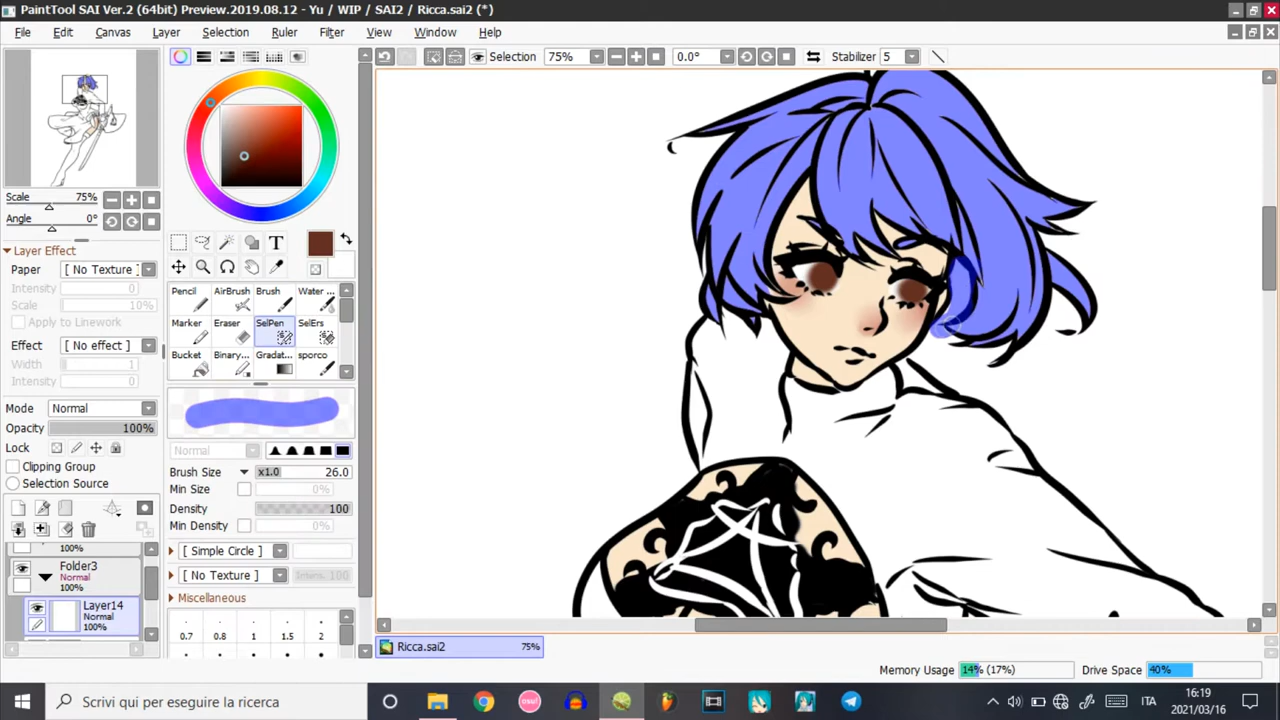 PaintTool SAI Ver.2 (64bit) Preview.2019.08.12 - Yu / WIP / SAI2 / Ricca.sai2 (*)
File Edit Canvas Layer Selection Ruler Filter View Window Help
Selection 75% 0.0° Stabilizer 5
Scale 75%
Angle 0°
Layer Effect
Paper [ No Texture ]
Intensity 0
Scale 10%
Apply to Linework
Effect [ No effect ]
Width 1
Intensity
Mode Normal
Opacity 100%
Lock
Clipping Group
Selection Source
100%
Folder3
Normal
100%
Layer14
Normal
100%
T
Pencil AirBrush Brush Water ..
Marker Eraser SelPen SelErs
Bucket Binary... Gradat... sporco
Normal
Brush Size x1.0 26.0
Min Size 0%
Density 100
Min Density 0%
[ Simple Circle ]
[ No Texture ] 100
Miscellaneous
0.7 0.8 1 1.5 2
Ricca.sai2 75%
Memory Usage 14% (17%) Drive Space 40%
Scrivi qui per eseguire la ricerca
osu!
ITA
16:19
2021/03/16